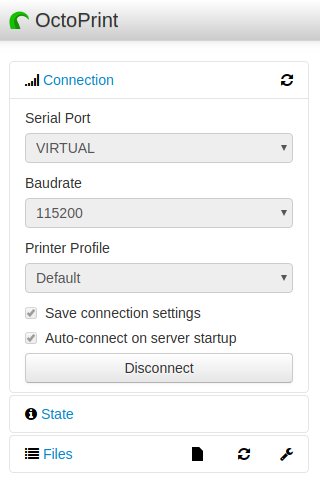 OctoPrint
Connection
Serial Port
VIRTUAL
Baudrate
115200
Printer Profile
Default
Save connection settings
Auto-connect on server startup
Disconnect
State
Files